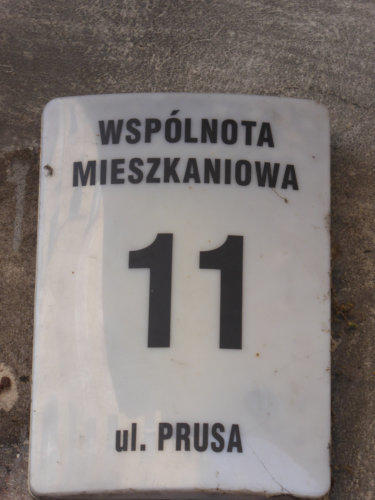 WSPÓLNOTA
MIESZKANIOWA
11
ul. PRUSA